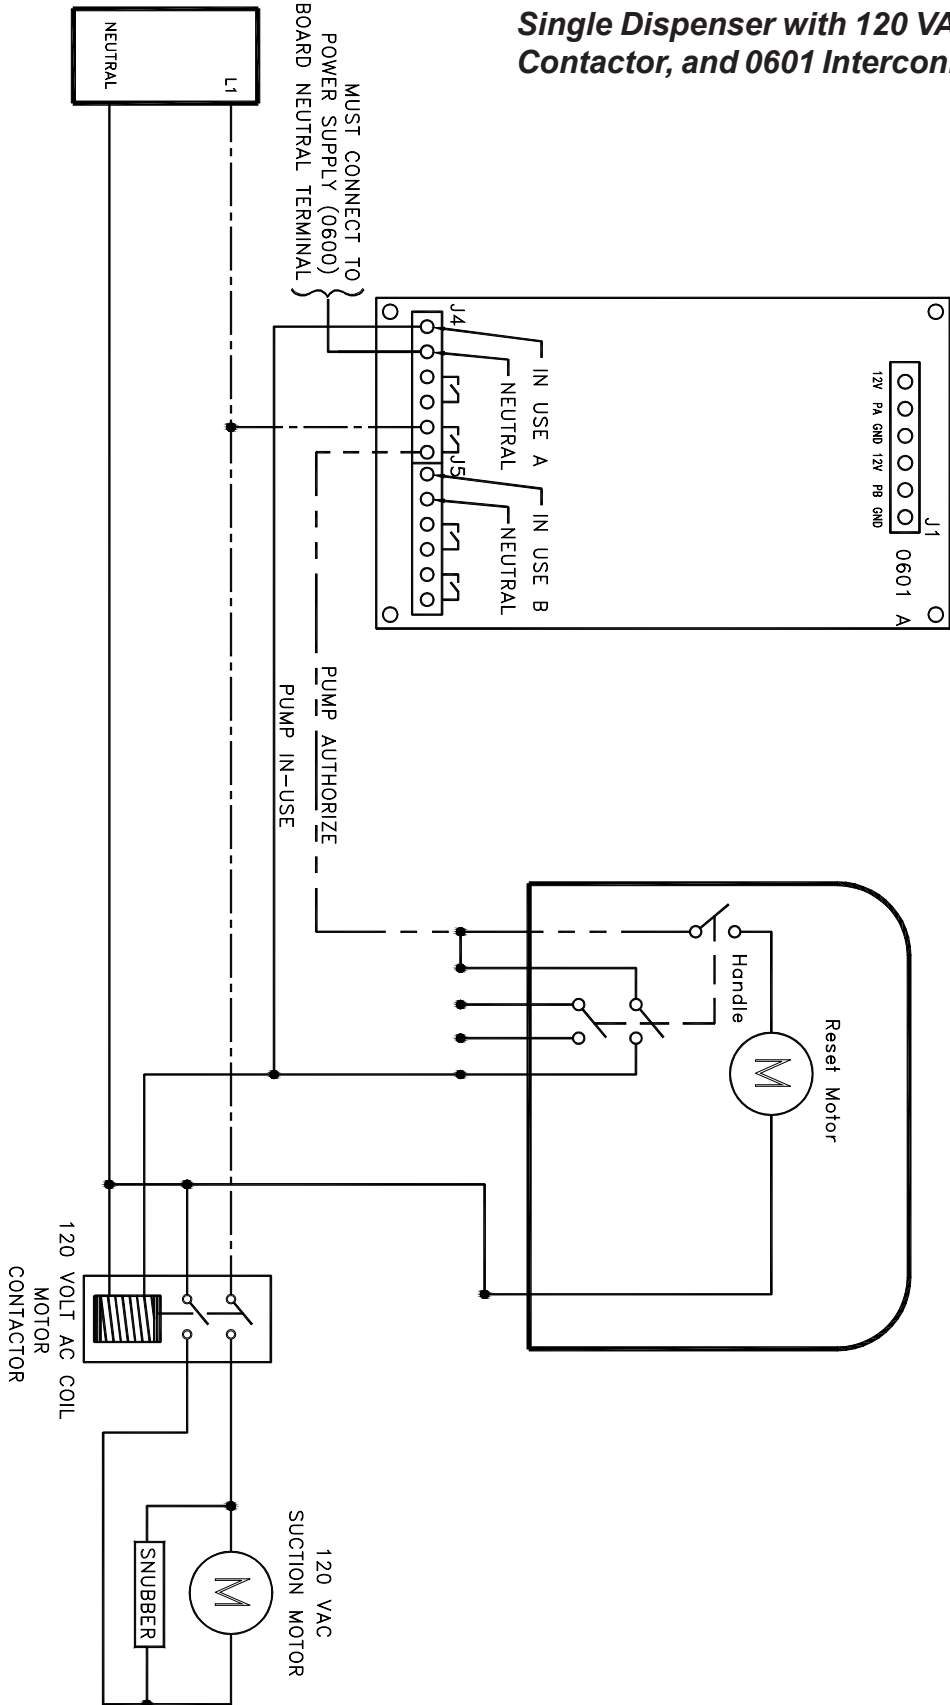 Single Dispenser with 120 VA
Contactor, and 0601 Intercon
NEUTRAL
L1
MUST CONNECT TO
POWER SUPPLY (0600)
BOARD NEUTRAL TERMINAL
J4
IN USE A
NEUTRAL
J5
IN USE B
NEUTRAL
12V PA GND 12V PB GND
J1
0601 A
PUMP AUTHORIZE
PUMP IN-USE
Handle
Reset Motor
M
120 VOLT AC COIL
MOTOR
CONTACTOR
120 VAC
SUCTION MOTOR
M
SNUBBER